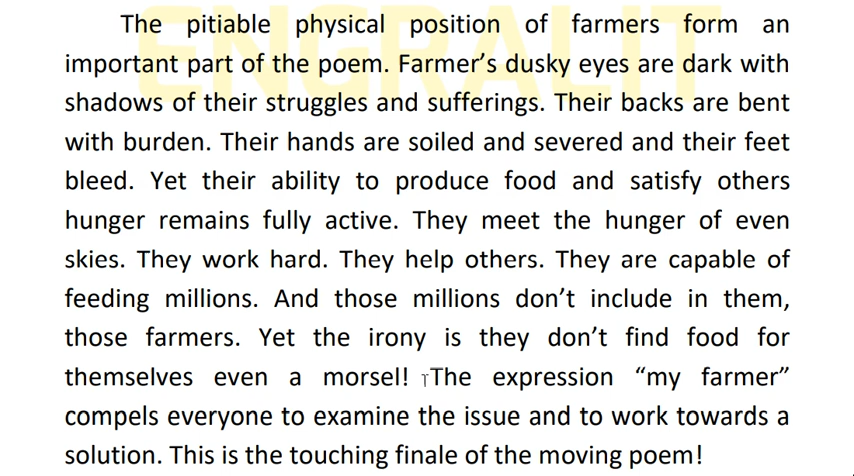 ENGRALIT
The pitiable physical position of farmers form an
important part of the poem. Farmer’s dusky eyes are dark with
shadows of their struggles and sufferings. Their backs are bent
with burden. Their hands are soiled and severed and their feet
bleed. Yet their ability to produce food and satisfy others
hunger remains fully active. They meet the hunger of even
skies. They work hard. They help others. They are capable of
feeding millions. And those millions don’t include in them,
those farmers. Yet the irony is they don’t find food for
themselves even a morsel! The expression “my farmer”
compels everyone to examine the issue and to work towards a
solution. This is the touching finale of the moving poem!